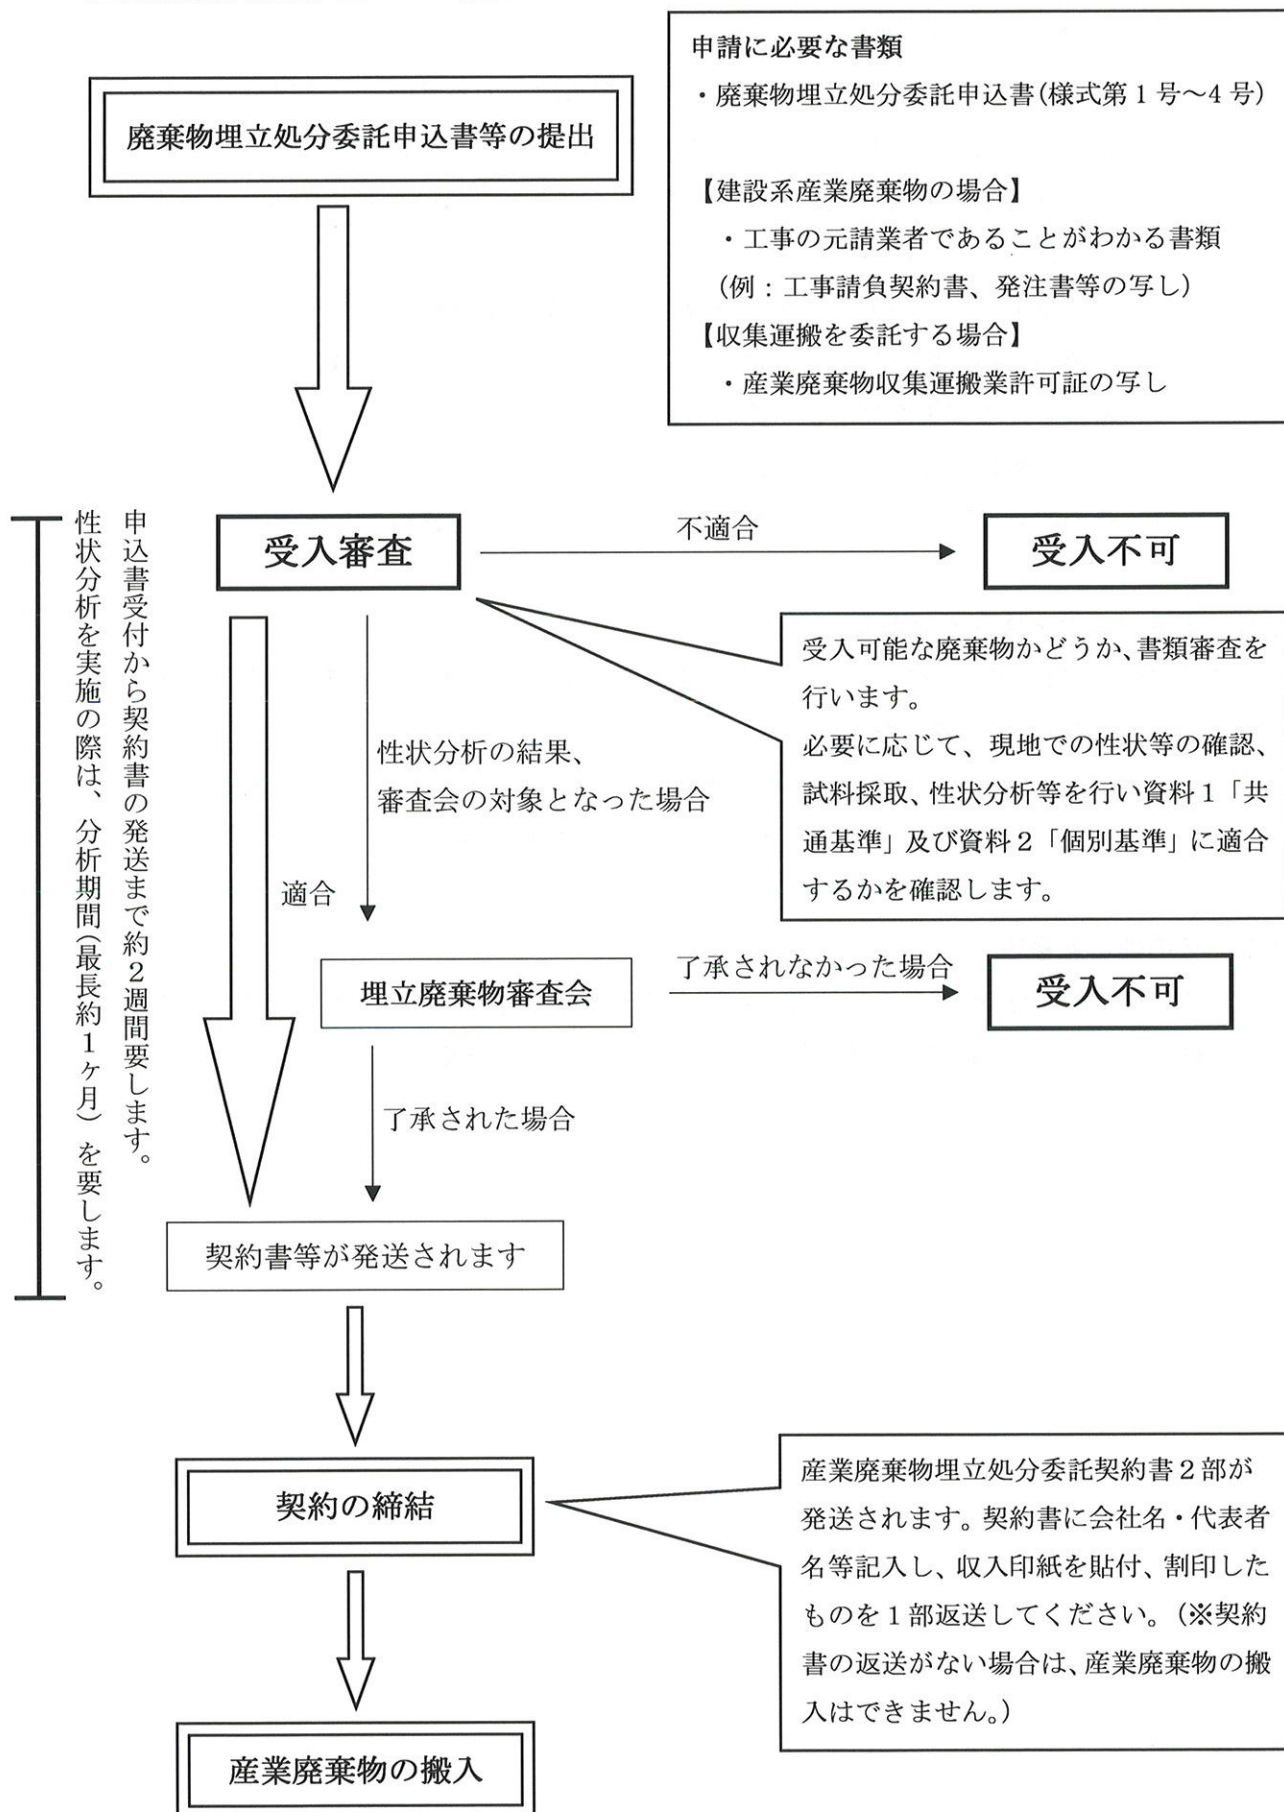 廃棄物埋立処分委託申込書等の提出
申請に必要な書類
・廃棄物埋立処分委託申込書(様式第1号～4号)
【建設系産業廃棄物の場合】
・工事の元請業者であることがわかる書類
(例：工事請負契約書、発注書等の写し)
【収集運搬を委託する場合】
・産業廃棄物収集運搬業許可証の写し
申込書受付から契約書の発送まで約2週間要します。
性状分析を実施の際は、分析期間(最長約1ヶ月)を要します。
受入審査
不適合
受入不可
受入可能な廃棄物かどうか、書類審査を
行います。
必要に応じて、現地での性状等の確認、
試料採取、性状分析等を行い資料1「共
通基準」及び資料2「個別基準」に適合
するかを確認します。
性状分析の結果、
審査会の対象となった場合
適合
埋立廃棄物審査会
了承されなかった場合
受入不可
了承された場合
契約書等が発送されます
契約の締結
産業廃棄物埋立処分委託契約書2部が
発送されます。契約書に会社名・代表者
名等記入し、収入印紙を貼付、割印した
ものを1部返送してください。(※契約
書の返送がない場合は、産業廃棄物の搬
入はできません。)
産業廃棄物の搬入